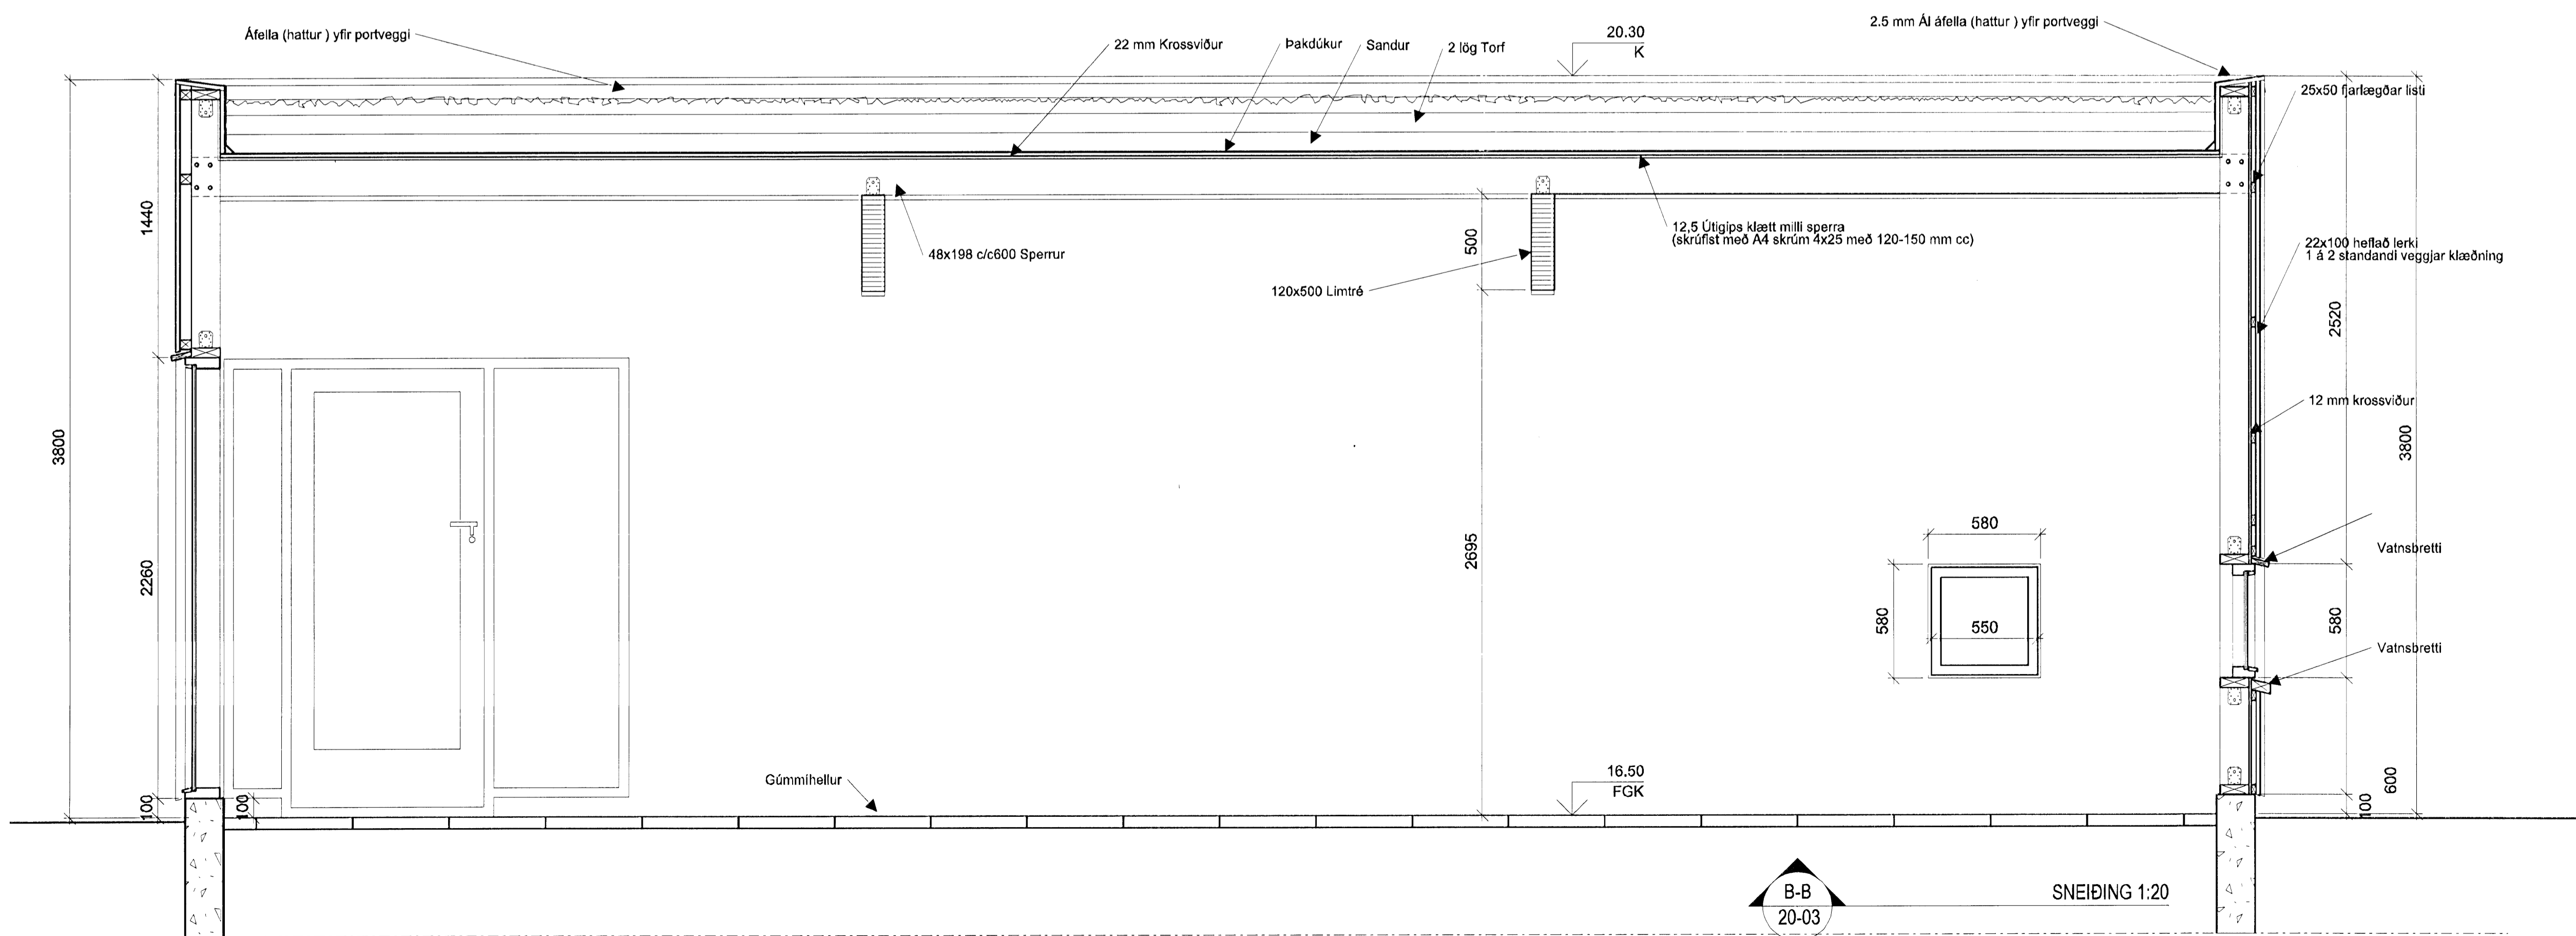 Áfella (hattur ) yfir portveggi
22 mm Krossviður
Þakdúkur
Sandur
2 lög Torf
20.30
K
2.5 mm Ál áfella (hattur ) yfir portveggi
25x50 fjarlægðar listi
1440
48x198 c/c600 Sperrur
500
12,5 Útigips klætt milli sperra
(skrúfist með A4 skrúm 4x25 með 120-150 mm cc)
120x500 Limtré
22x100 heflað lerki
1 á 2 standandi veggjar klæðning
2520
12 mm krossviður
3800
3800
2260
2695
580
580
550
Vatnsbretti
580
Vatnsbretti
Gúmmíhellur
16.50
FGK
100
100
600
100
B-B
20-03
SNEIÐING 1:20